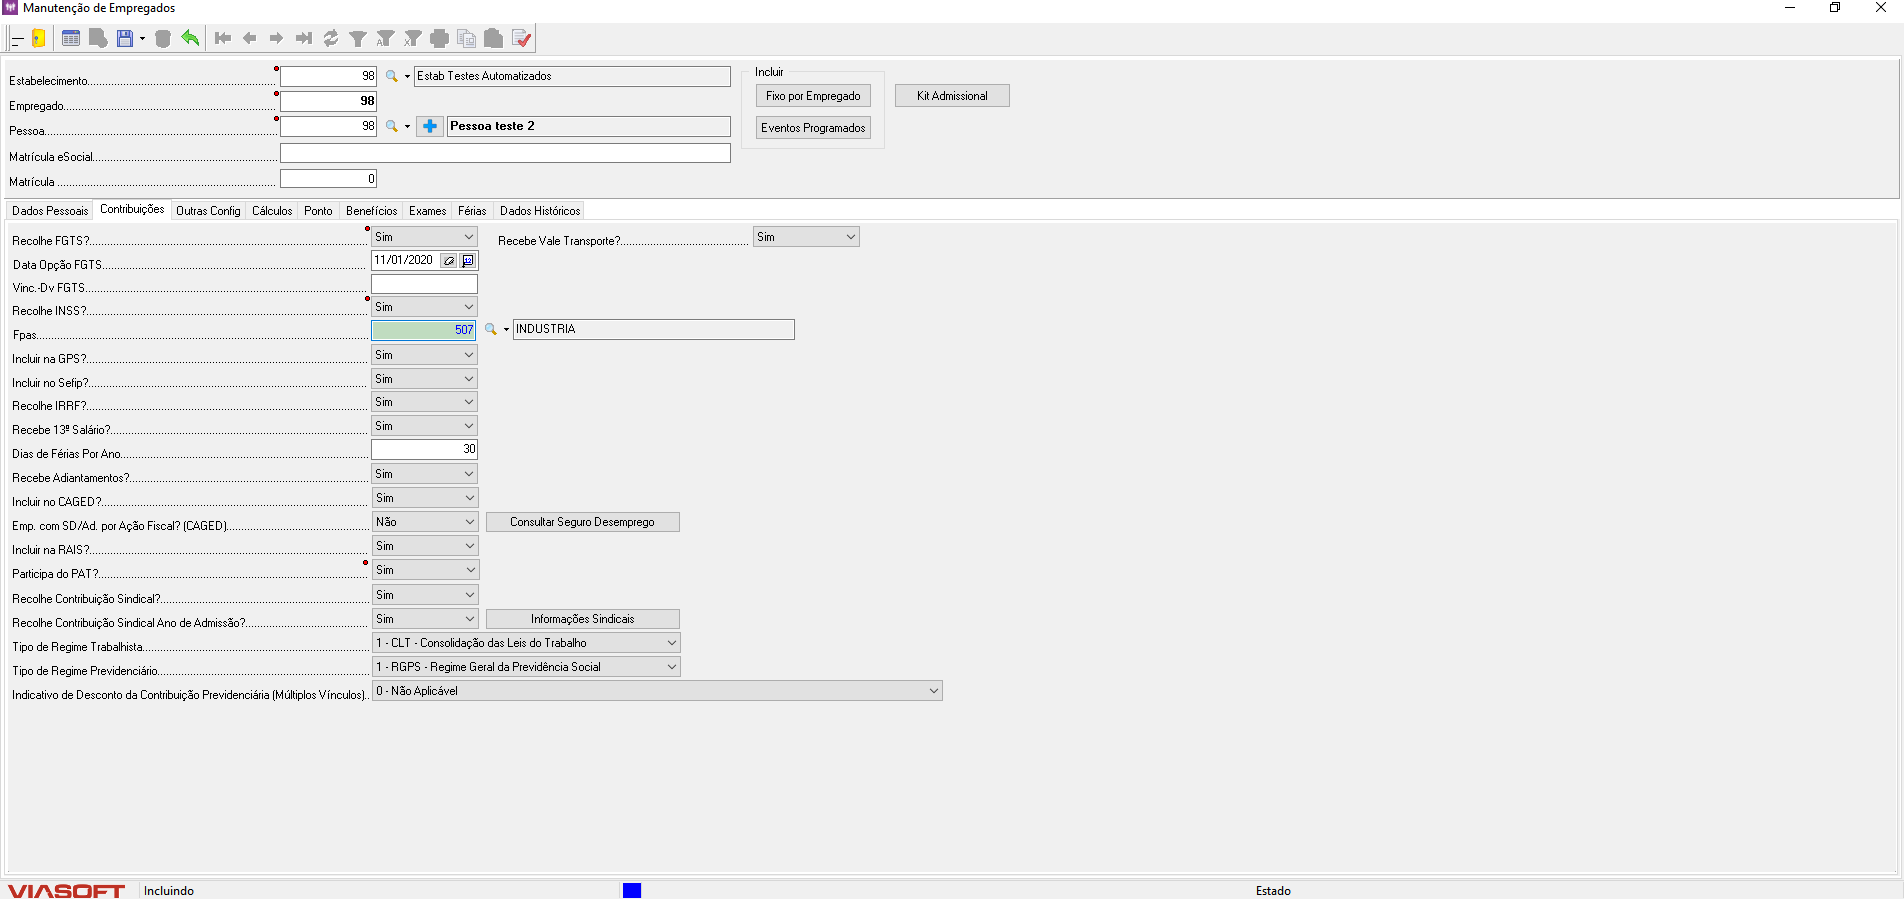 Manutenção de Empregados
Estabelecimento 98 Estab Testes Automatizados
Empregado 98
Pessoa 98 Pessoa teste 2
Matrícula eSocial
Matrícula 0
Incluir
Fixo por Empregado Kit Admissional
Eventos Programados
Dados Pessoais Contribuições Outras Config Cálculos Ponto Benefícios Exames Férias Dados Históricos
Recolhe FGTS? Sim Recebe Vale Transporte? Sim
Data Opção FGTS 11/01/2020
Vinc.-Dv FGTS
Recolhe INSS? Sim
Fpas 507 INDUSTRIA
Incluir na GPS? Sim
Incluir no Sefip? Sim
Recolhe IRRF? Sim
Recebe 13º Salário? Sim
Dias de Férias Por Ano 30
Recebe Adiantamentos? Sim
Incluir no CAGED? Sim
Emp. com SD/Ad. por Ação Fiscal? (CAGED) Não Consultar Seguro Desemprego
Incluir na RAIS? Sim
Participa do PAT? Sim
Recolhe Contribuição Sindical? Sim
Recolhe Contribuição Sindical Ano de Admissão? Sim Informações Sindicais
Tipo de Regime Trabalhista 1 - CLT - Consolidação das Leis do Trabalho
Tipo de Regime Previdenciário 1 - RGPS - Regime Geral da Previdência Social
Indicativo de Desconto da Contribuição Previdenciária (Múltiplos Vínculos) 0 - Não Aplicável
VIASOFT Incluindo Estado